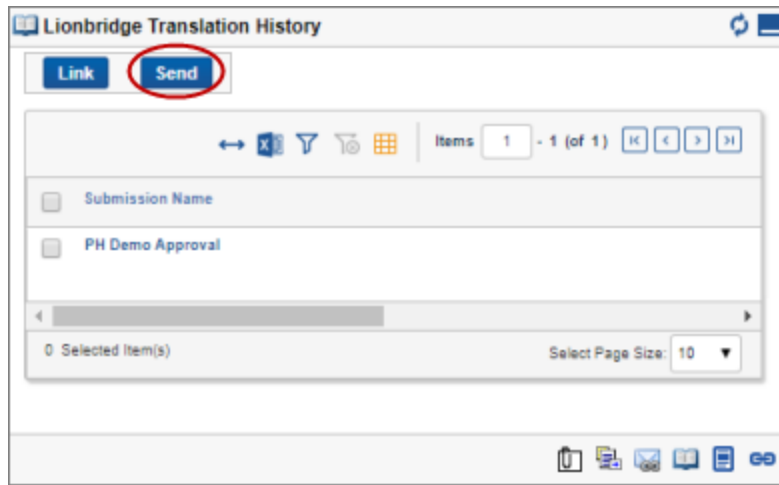 Lionbridge Translation History
Link Send
Items 1 - 1 (of 1)
Submission Name
PH Demo Approval
0 Selected Item(s) Select Page Size: 10